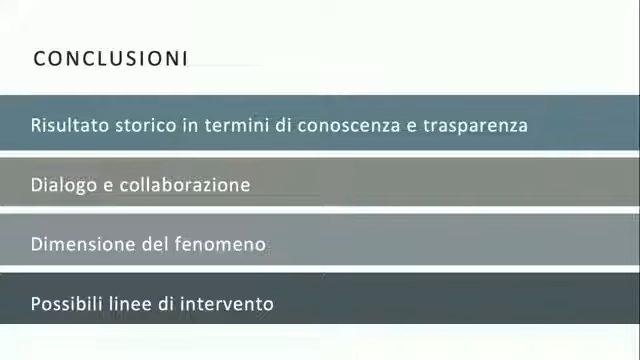 CONCLUSIONI
Risultato storico in termini di conoscenza e trasparenza
Dialogo e collaborazione
Dimensione del fenomeno
Possibili linee di intervento